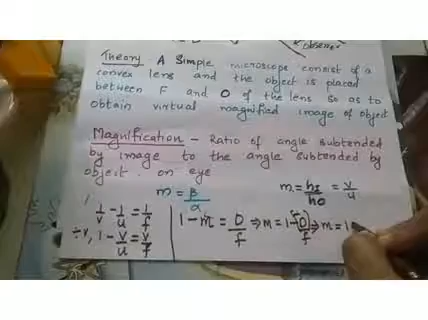 observer
Theory A Simple microscope consist of a
convex lens and the object is placed
between F and O of the lens so as to
obtain virtual magnified image of object
Magnification - Ratio of angle subtended
by image to the angle subtended by
object on eye
m = β/α
m = hI/ho = v/u
1/v - 1/u = 1/f
÷v, 1 - v/u = v/f
1 - m = D/f ⇒ m = 1 - (D)/f ⇒ m = 1